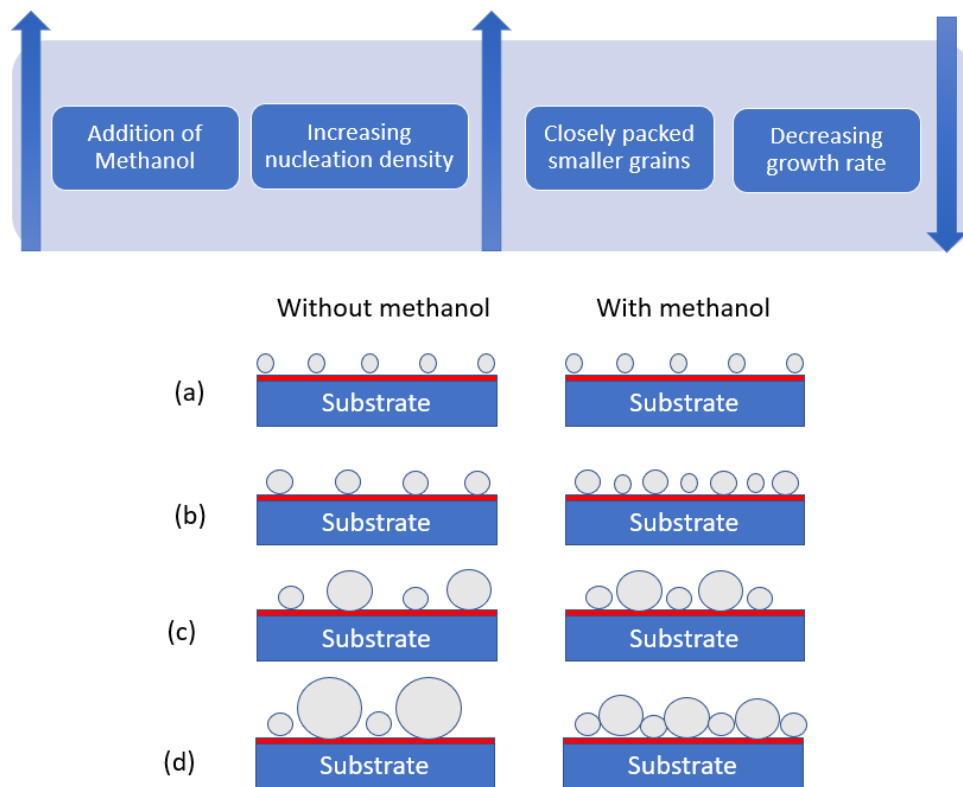 Addition of
Methanol
Increasing
nucleation density
Closely packed
smaller grains
Decreasing
growth rate
Without methanol
With methanol
(a)
Substrate
Substrate
(b)
Substrate
Substrate
(c)
Substrate
Substrate
(d)
Substrate
Substrate